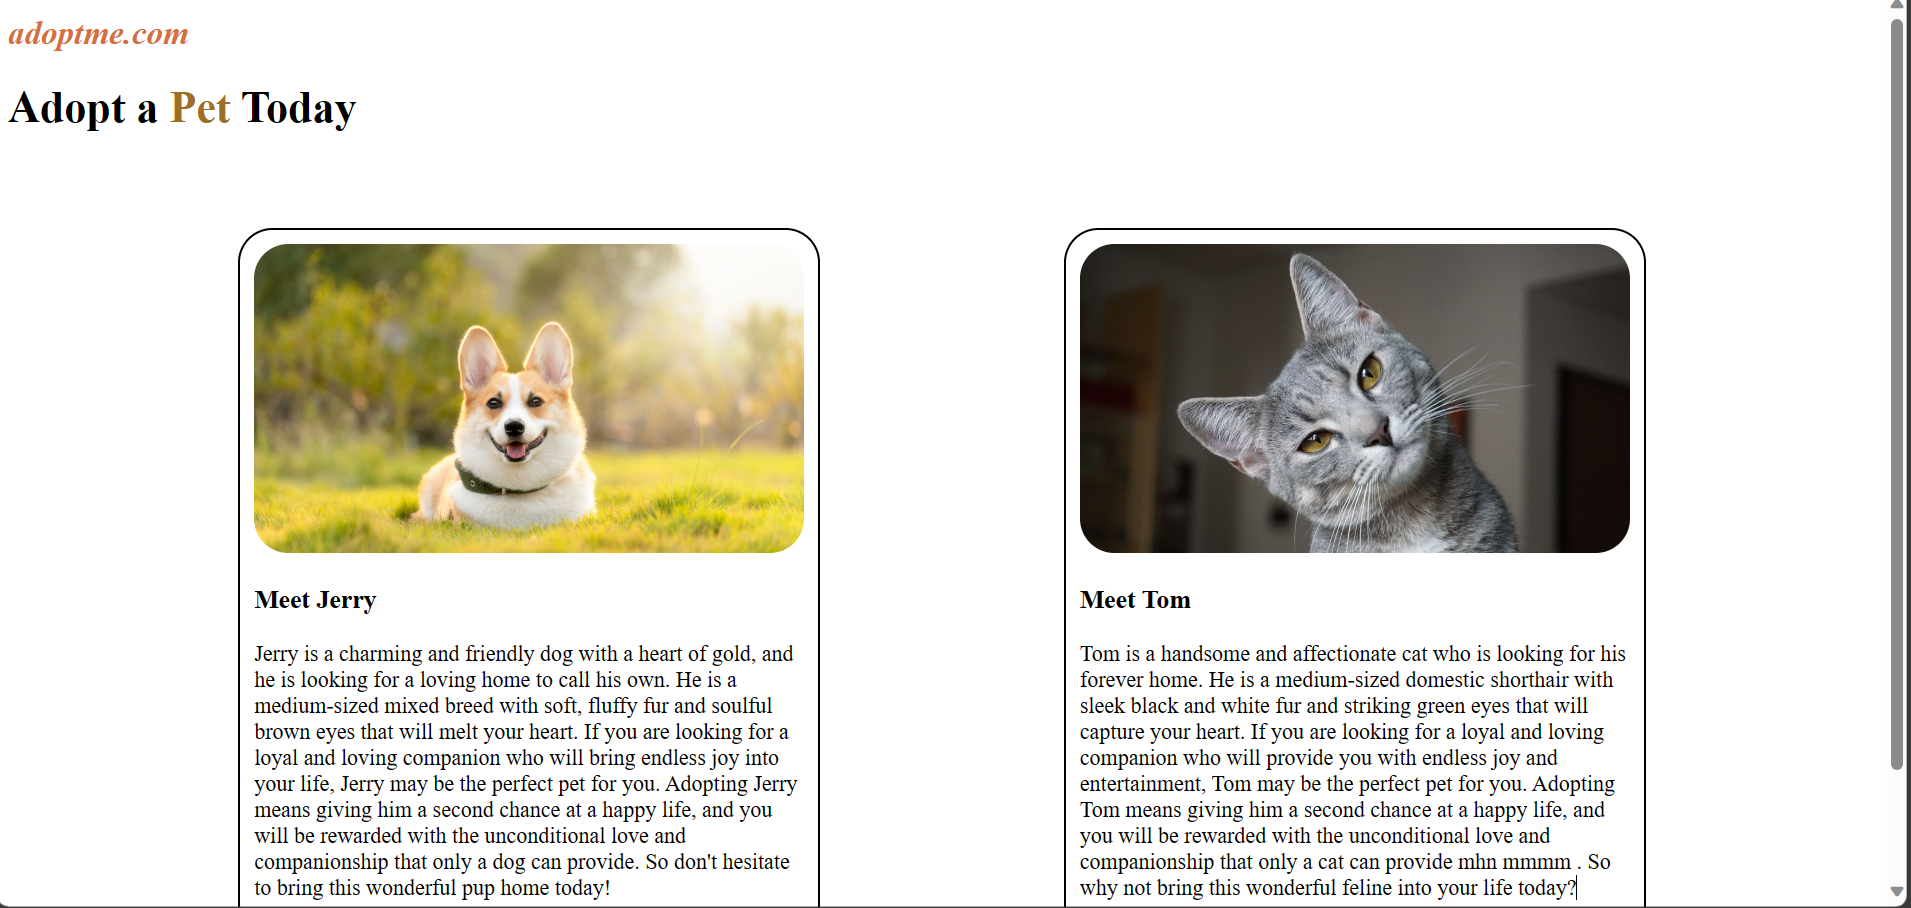 adoptme.com
Adopt a Pet Today
Meet Jerry
Jerry is a charming and friendly dog with a heart of gold, and
he is looking for a loving home to call his own. He is a
medium-sized mixed breed with soft, fluffy fur and soulful
brown eyes that will melt your heart. If you are looking for a
loyal and loving companion who will bring endless joy into
your life, Jerry may be the perfect pet for you. Adopting Jerry
means giving him a second chance at a happy life, and you
will be rewarded with the unconditional love and
companionship that only a dog can provide. So don't hesitate
to bring this wonderful pup home today!
Meet Tom
Tom is a handsome and affectionate cat who is looking for his
forever home. He is a medium-sized domestic shorthair with
sleek black and white fur and striking green eyes that will
capture your heart. If you are looking for a loyal and loving
companion who will provide you with endless joy and
entertainment, Tom may be the perfect pet for you. Adopting
Tom means giving him a second chance at a happy life, and
you will be rewarded with the unconditional love and
companionship that only a cat can provide mhn mmmm . So
why not bring this wonderful feline into your life today?